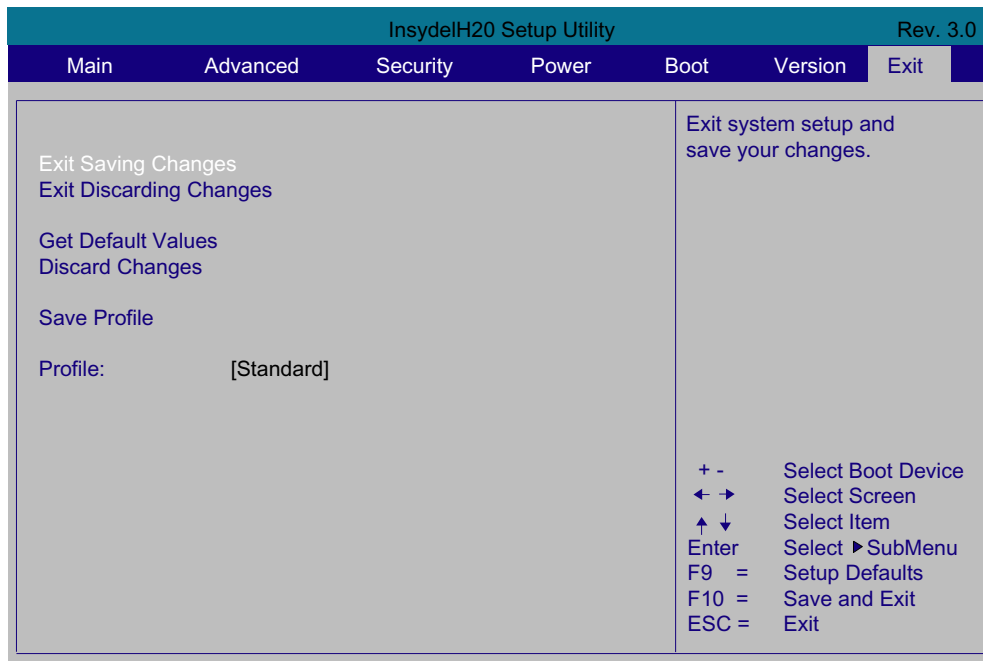 InsydelH20 Setup Utility Rev. 3.0
Main Advanced Security Power Boot Version Exit
Exit Saving Changes
Exit Discarding Changes
Get Default Values
Discard Changes
Save Profile
Profile: [Standard]
Exit system setup and
save your changes.
+ - Select Boot Device
← → Select Screen
↑ ↓ Select Item
Enter Select ▶ SubMenu
F9 = Setup Defaults
F10 = Save and Exit
ESC = Exit